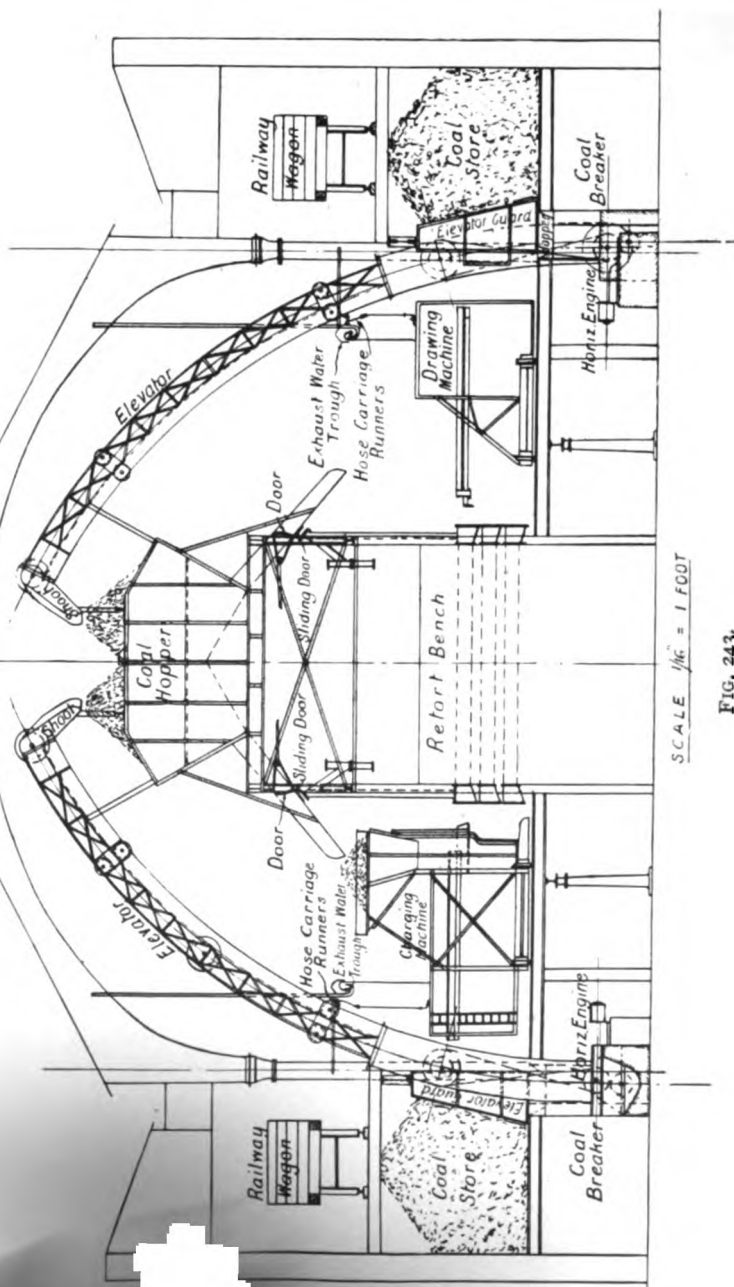 Railway
Wagon
Coal
Store
Elevator Guard
Coal
Breaker
Horiz. Engine
Elevator
Shoot
Hose Carriage
Runners
Exhaust Water
Trough
Charging
Machine
Door
Sliding Door
Coal
Hopper
Retort Bench
Shoot
Door
Sliding Door
Elevator
Exhaust Water
Trough
Hose Carriage
Runners
Drawing
Machine
Railway
Wagon
Coal
Store
Elevator Guard
Hopper
Horiz. Engine
Coal
Breaker
SCALE 1/16" = 1 FOOT
FIG. 243.